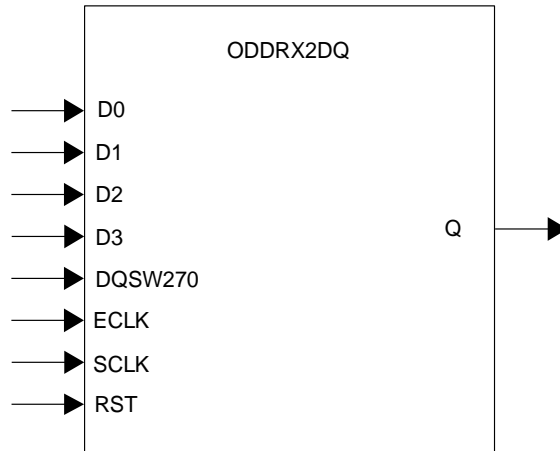 ODDRX2DQ
D0
D1
D2
D3
Q
DQSW270
ECLK
SCLK
RST